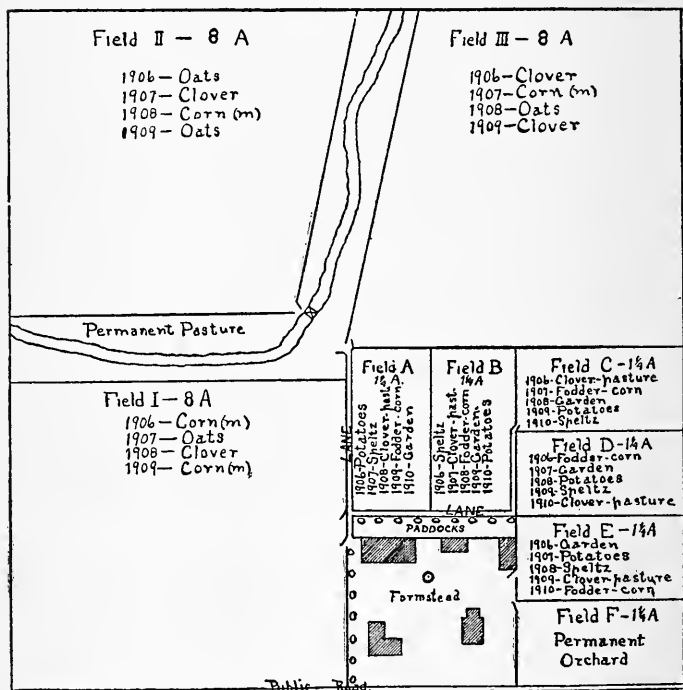 Field II - 8 A
1906 - Oats
1907 - Clover
1908 - Corn (m)
1909 - Oats
Field III - 8 A
1906 - Clover
1907 - Corn (m)
1908 - Oats
1909 - Clover
Permanent Pasture
Field I - 8 A
1906 - Corn (m)
1907 - Oats
1908 - Clover
1909 - Corn (m)
LANE
Field A
1¼ A.
1906-Potatoes
1907-Speltz
1908-Clover-past.
1909-Fodder-corn
1910-Garden
Field B
1¼ A
1906-Speltz
1907-Clover-past.
1908-Fodder-corn
1909-Garden
1910-Potatoes
Field C - 1¼ A
1906-Clover-pasture
1907-Fodder-corn
1908-Garden
1909-Potatoes
1910-Speltz
Field D - 1¼ A
1906-Fodder-corn
1907-Garden
1908-Potatoes
1909-Speltz
1910-Clover-pasture
LANE
PADDOCKS
Field E - 1¼ A
1906-Garden
1907-Potatoes
1908-Speltz
1909-Clover-pasture
1910-Fodder-corn
Farmstead
Field F - 1¼ A
Permanent
Orchard
Public Road